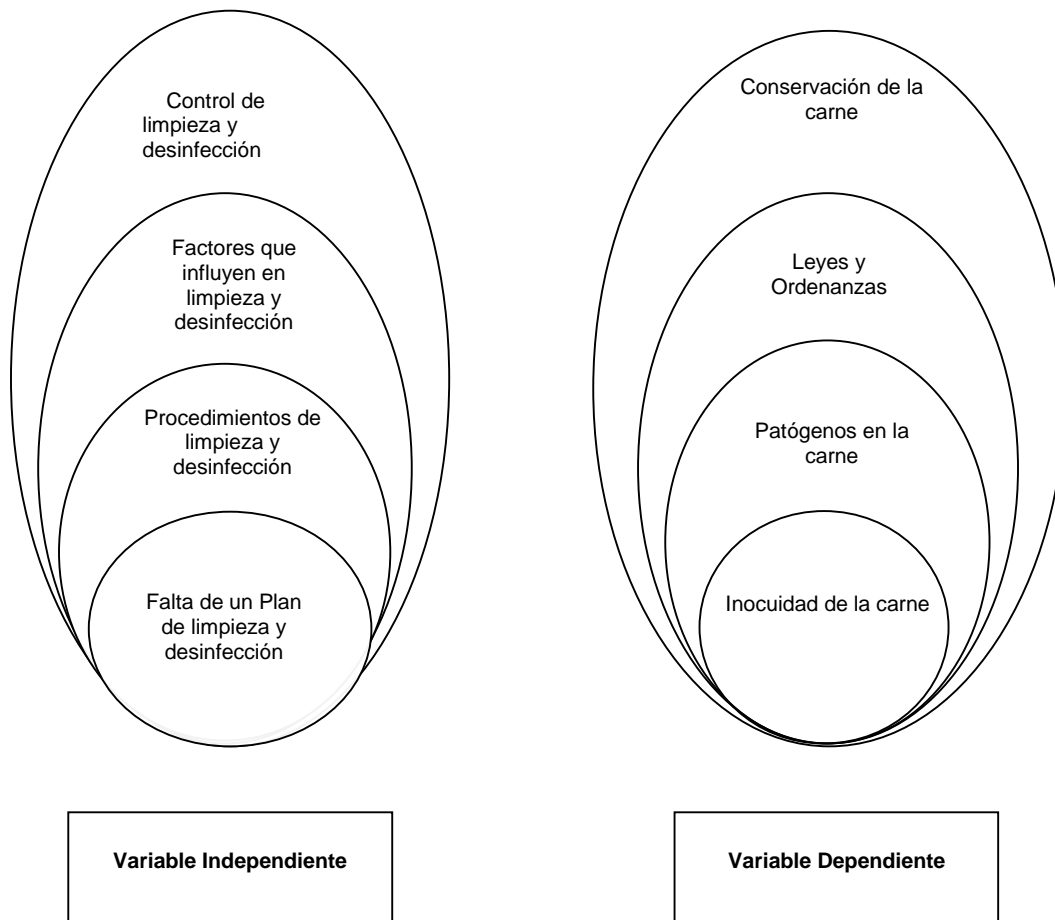 Control de
limpieza y
desinfección
Factores que
influyen en
limpieza y
desinfección
Procedimientos de
limpieza y
desinfección
Falta de un Plan
de limpieza y
desinfección
Variable Independiente
Conservación de la
carne
Leyes y
Ordenanzas
Patógenos en la
carne
Inocuidad de la carne
Variable Dependiente